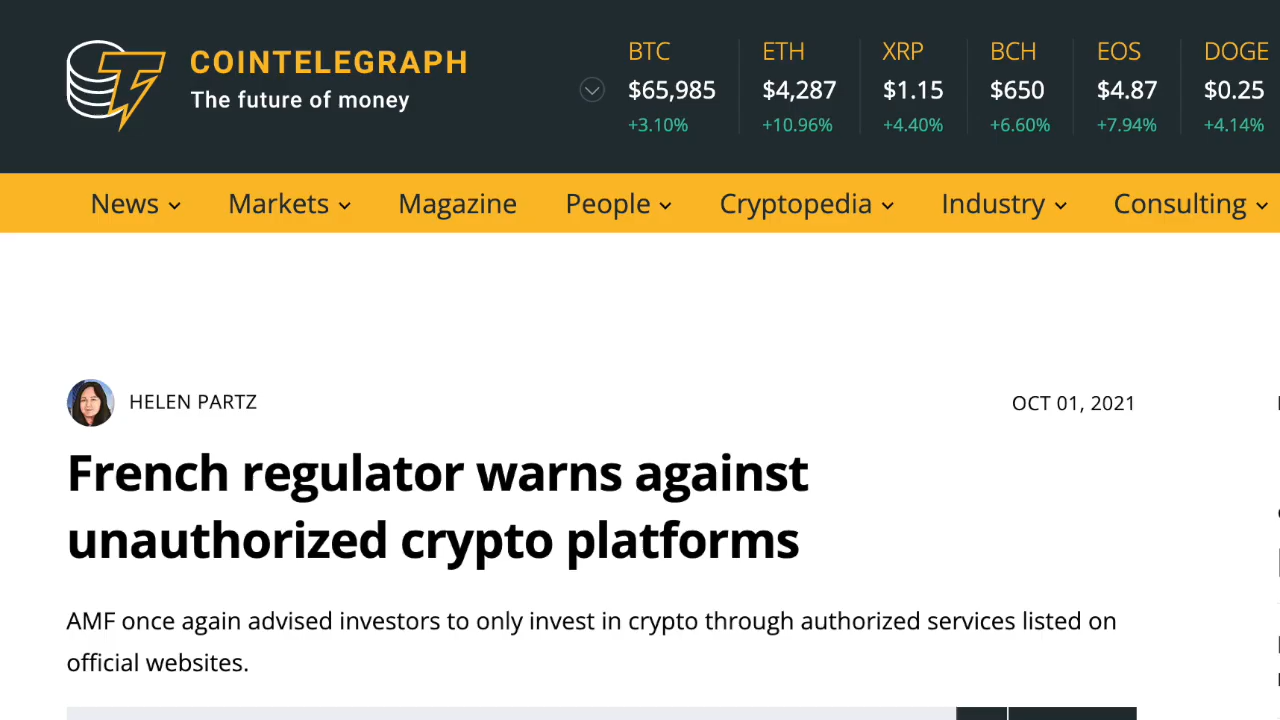 COINTELEGRAPH
The future of money
BTC ETH XRP BCH EOS DOGE
$65,985 $4,287 $1.15 $650 $4.87 $0.25
+3.10% +10.96% +4.40% +6.60% +7.94% +4.14%
News Markets Magazine People Cryptopedia Industry Consulting
HELEN PARTZ
OCT 01, 2021
French regulator warns against
unauthorized crypto platforms
AMF once again advised investors to only invest in crypto through authorized services listed on
official websites.